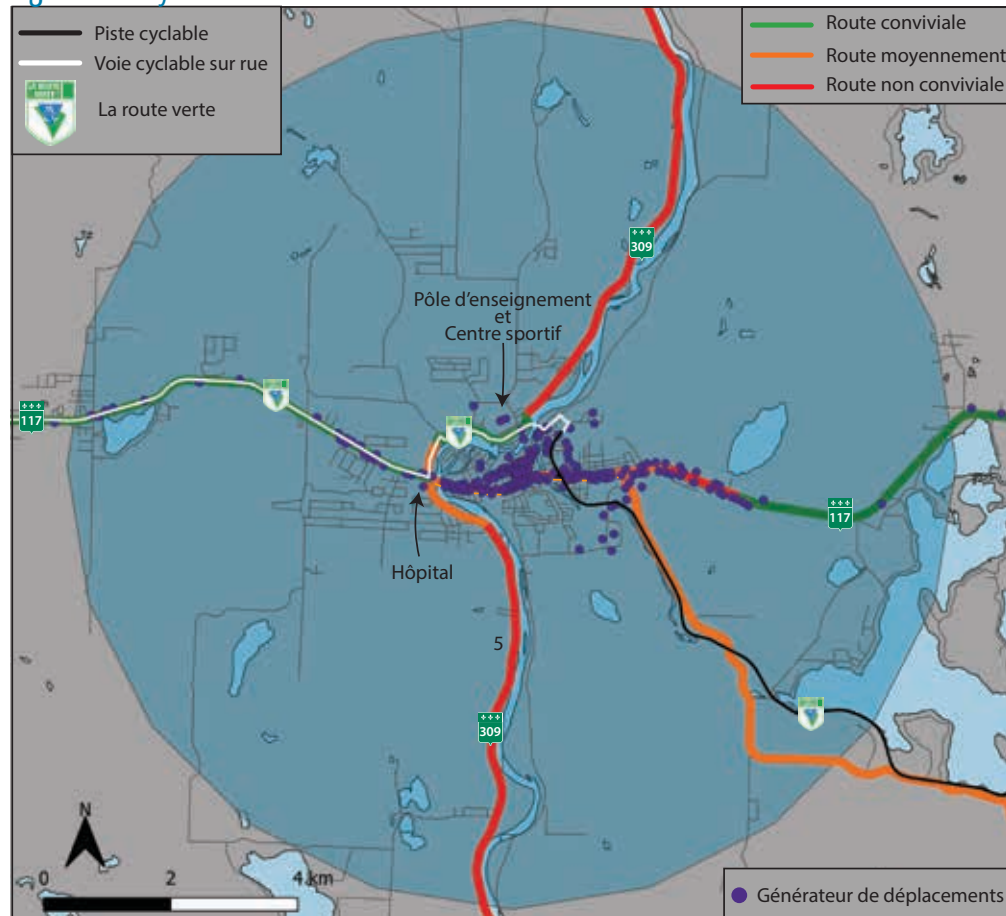 Piste cyclable
Voie cyclable sur rue
La route verte
Route conviviale
Route moyennement
Route non conviviale
309
Pôle d'enseignement
et
Centre sportif
117
117
Hôpital
5
309
N
0 2 4 km
Générateur de déplacements